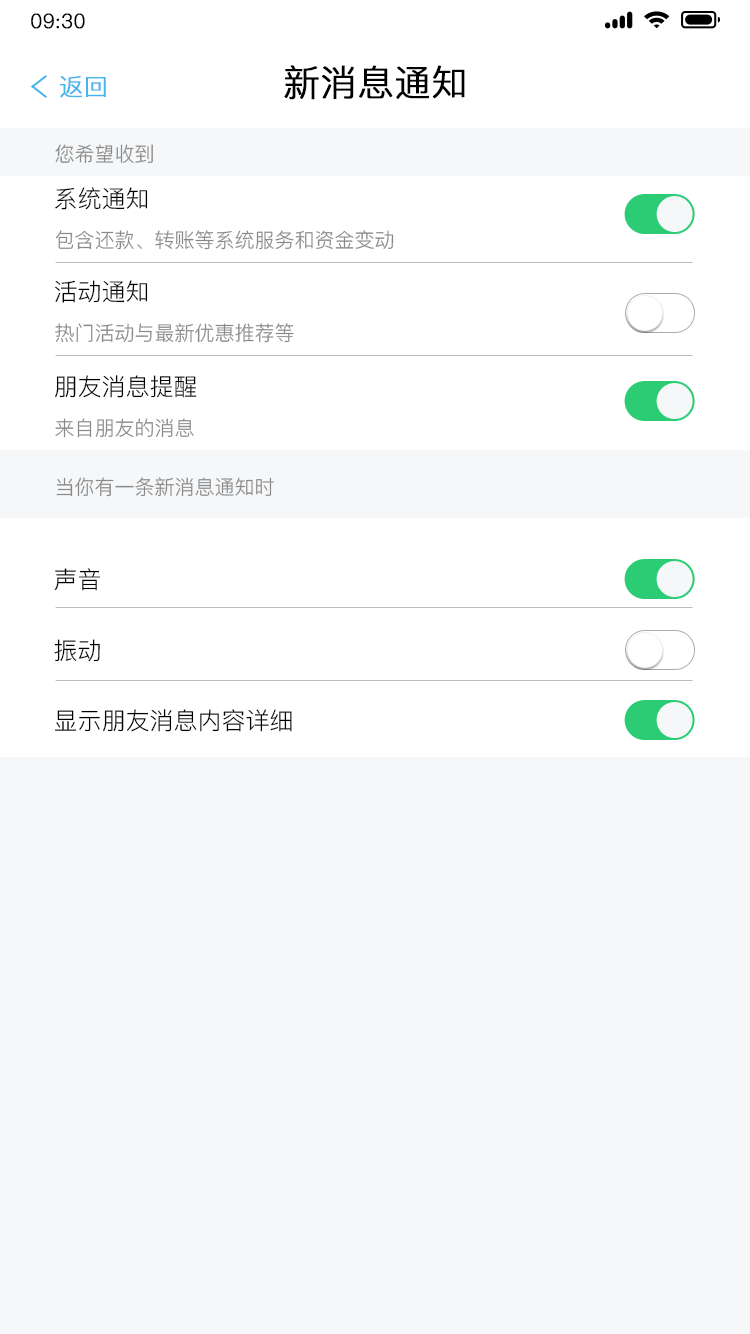 09:30
返回
新消息通知
您希望收到
系统通知
包含还款、转账等系统服务和资金变动
活动通知
热门活动与最新优惠推荐等
朋友消息提醒
来自朋友的消息
当你有一条新消息通知时
声音
振动
显示朋友消息内容详细